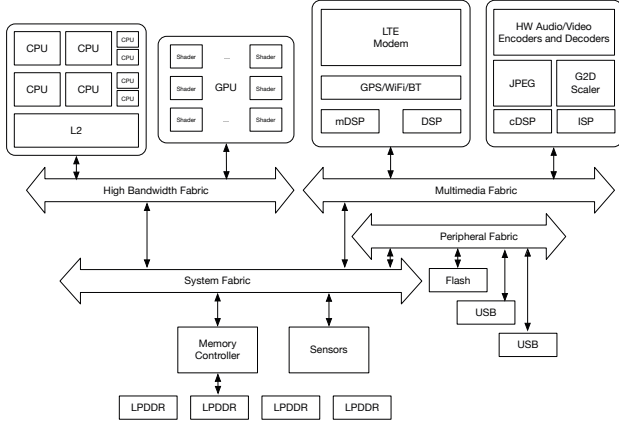 CPU
CPU
CPU
CPU
CPU
CPU
CPU
CPU
L2
Shader
...
Shader
Shader
GPU
Shader
Shader
...
Shader
LTE
Modem
GPS/WiFi/BT
mDSP
DSP
HW Audio/Video
Encoders and Decoders
JPEG
G2D
Scaler
cDSP
ISP
High Bandwidth Fabric
Multimedia Fabric
Peripheral Fabric
System Fabric
Flash
USB
USB
Memory
Controller
Sensors
LPDDR
LPDDR
LPDDR
LPDDR